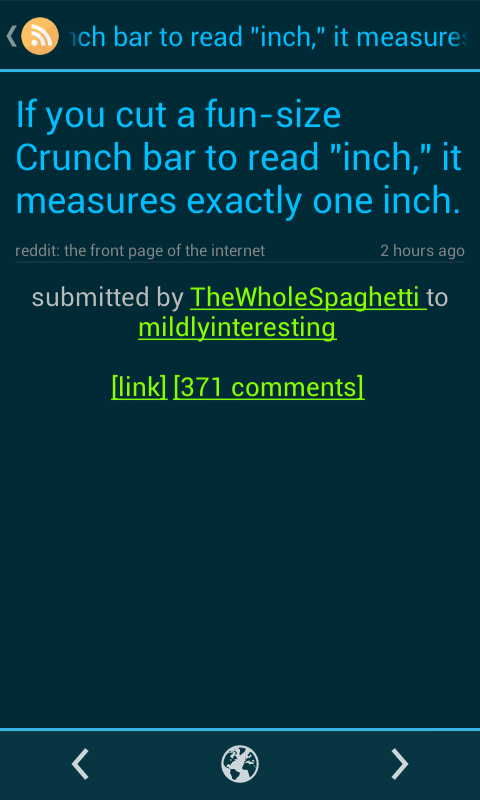 nch bar to read "inch," it measures
If you cut a fun-size
Crunch bar to read "inch," it
measures exactly one inch.
reddit: the front page of the internet 2 hours ago
submitted by TheWholeSpaghetti to
mildlyinteresting
[link] [371 comments]